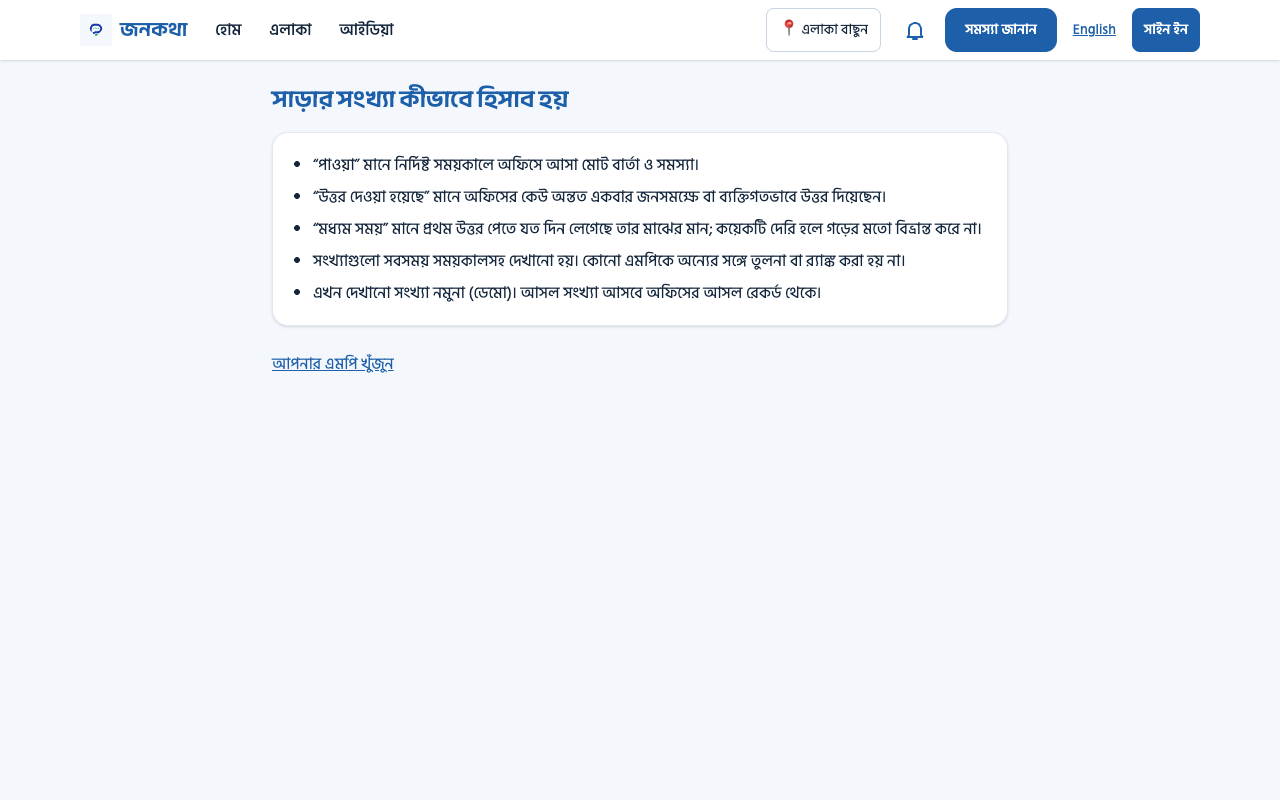 জনকথা
হোম
এলাকা
আইডিয়া
এলাকা বাছুন
সমস্যা জানান
English
সাইন ইন
সাড়ার সংখ্যা কীভাবে হিসাব হয়
“পাওয়া” মানে নির্দিষ্ট সময়কালে অফিসে আসা মোট বার্তা ও সমস্যা।
“উত্তর দেওয়া হয়েছে” মানে অফিসের কেউ অন্তত একবার জনসমক্ষে বা ব্যক্তিগতভাবে উত্তর দিয়েছেন।
“মধ্যম সময়” মানে প্রথম উত্তর পেতে যত দিন লেগেছে তার মাঝের মান; কয়েকটি দেরি হলে গড়ের মতো বিভ্রান্ত করে না।
সংখ্যাগুলো সবসময় সময়কালসহ দেখানো হয়। কোনো এমপিকে অন্যের সঙ্গে তুলনা বা র‍্যাঙ্ক করা হয় না।
এখন দেখানো সংখ্যা নমুনা (ডেমো)। আসল সংখ্যা আসবে অফিসের আসল রেকর্ড থেকে।
আপনার এমপি খুঁজুন